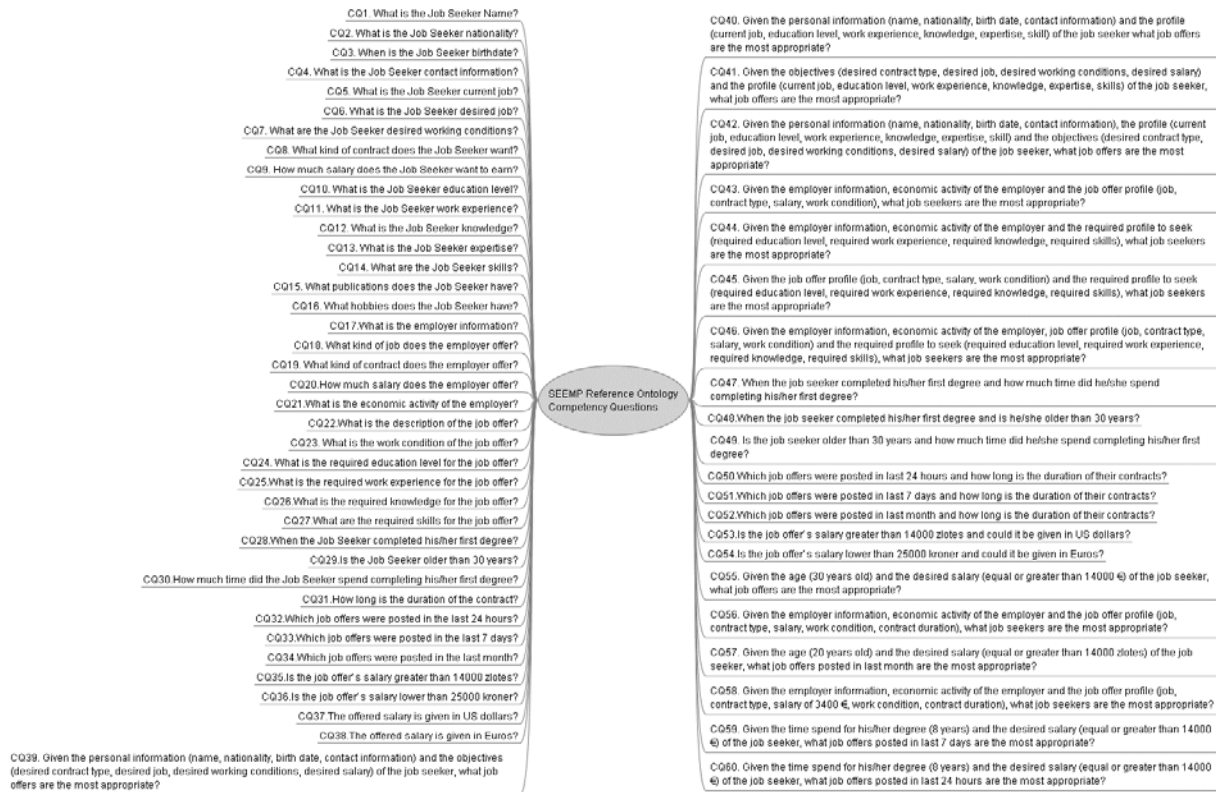 CQ1. What is the Job Seeker Name?
CQ2. What is the Job Seeker nationality?
CQ3. When is the Job Seeker birthdate?
CQ4. What is the Job Seeker contact information?
CQ5. What is the Job Seeker current job?
CQ6. What is the Job Seeker desired job?
CQ7. What are the Job Seeker desired working conditions?
CQ8. What kind of contract does the Job Seeker want?
CQ9. How much salary does the Job Seeker want to earn?
CQ10. What is the Job Seeker education level?
CQ11. What is the Job Seeker work experience?
CQ12. What is the Job Seeker knowledge?
CQ13. What is the Job Seeker expertise?
CQ14. What are the Job Seeker skills?
CQ15. What publications does the Job Seeker have?
CQ16. What hobbies does the Job Seeker have?
CQ17.What is the employer information?
CQ18. What kind of job does the employer offer?
CQ19. What kind of contract does the employer offer?
CQ20.How much salary does the employer offer?
CQ21.What is the economic activity of the employer?
CQ22.What is the description of the job offer?
CQ23. What is the work condition of the job offer?
CQ24. What is the required education level for the job offer?
CQ25.What is the required work experience for the job offer?
CQ26.What is the required knowledge for the job offer?
CQ27.What are the required skills for the job offer?
CQ28.When the Job Seeker completed his/her first degree?
CQ29.Is the Job Seeker older than 30 years?
CQ30.How much time did the Job Seeker spend completing his/her first degree?
CQ31.How long is the duration of the contract?
CQ32.Which job offers were posted in the last 24 hours?
CQ33.Which job offers were posted in the last 7 days?
CQ34.Which job offers were posted in the last month?
CQ35.Is the job offer's salary greater than 14000 zlotes?
CQ36.Is the job offer's salary lower than 25000 kroner?
CQ37.The offered salary is given in US dollars?
CQ38.The offered salary is given in Euros?
CQ39. Given the personal information (name, nationality, birth date, contact information) and the objectives
(desired contract type, desired job, desired working conditions, desired salary) of the job seeker, what job
offers are the most appropriate?
SEEMP Reference Ontology
Competency Questions
CQ40. Given the personal information (name, nationality, birth date, contact information) and the profile
(current job, education level, work experience, knowledge, expertise, skill) of the job seeker what job offers
are the most appropriate?
CQ41. Given the objectives (desired contract type, desired job, desired working conditions, desired salary)
and the profile (current job, education level, work experience, knowledge, expertise, skills) of the job seeker,
what job offers are the most appropriate?
CQ42. Given the personal information (name, nationality, birth date, contact information), the profile (current
job, education level, work experience, knowledge, expertise, skill) and the objectives (desired contract type,
desired job, desired working conditions, desired salary) of the job seeker, what job offers are the most
appropriate?
CQ43. Given the employer information, economic activity of the employer and the job offer profile (job,
contract type, salary, work condition), what job seekers are the most appropriate?
CQ44. Given the employer information, economic activity of the employer and the required profile to seek
(required education level, required work experience, required knowledge, required skills), what job seekers
are the most appropriate?
CQ45. Given the job offer profile (job, contract type, salary, work condition) and the required profile to seek
(required education level, required work experience, required knowledge, required skills), what job seekers
are the most appropriate?
CQ46. Given the employer information, economic activity of the employer, job offer profile (job, contract type,
salary, work condition) and the required profile to seek (required education level, required work experience,
required knowledge, required skills), what job seekers are the most appropriate?
CQ47. When the job seeker completed his/her first degree and how much time did he/she spend
completing his/her first degree?
CQ48.When the job seeker completed his/her first degree and is he/she older than 30 years?
CQ49. Is the job seeker older than 30 years and how much time did he/she spend completing his/her first
degree?
CQ50.Which job offers were posted in last 24 hours and how long is the duration of their contracts?
CQ51.Which job offers were posted in last 7 days and how long is the duration of their contracts?
CQ52.Which job offers were posted in last month and how long is the duration of their contracts?
CQ53.Is the job offer's salary greater than 14000 zlotes and could it be given in US dollars?
CQ54.Is the job offer's salary lower than 25000 kroner and could it be given in Euros?
CQ55. Given the age (30 years old) and the desired salary (equal or greater than 14000 €) of the job seeker,
what job offers are the most appropriate?
CQ56. Given the employer information, economic activity of the employer and the job offer profile (job,
contract type, salary, work condition, contract duration), what job seekers are the most appropriate?
CQ57. Given the age (20 years old) and the desired salary (equal or greater than 14000 zlotes) of the job
seeker, what job offers posted in last month are the most appropriate?
CQ58. Given the employer information, economic activity of the employer and the job offer profile (job,
contract type, salary of 3400 €, work condition, contract duration), what job seekers are the most appropriate?
CQ59. Given the time spend for his/her degree (8 years) and the desired salary (equal or greater than 14000
€) of the job seeker, what job offers posted in last 7 days are the most appropriate?
CQ60. Given the time spend for his/her degree (8 years) and the desired salary (equal or greater than 14000
€) of the job seeker, what job offers posted in last 24 hours are the most appropriate?